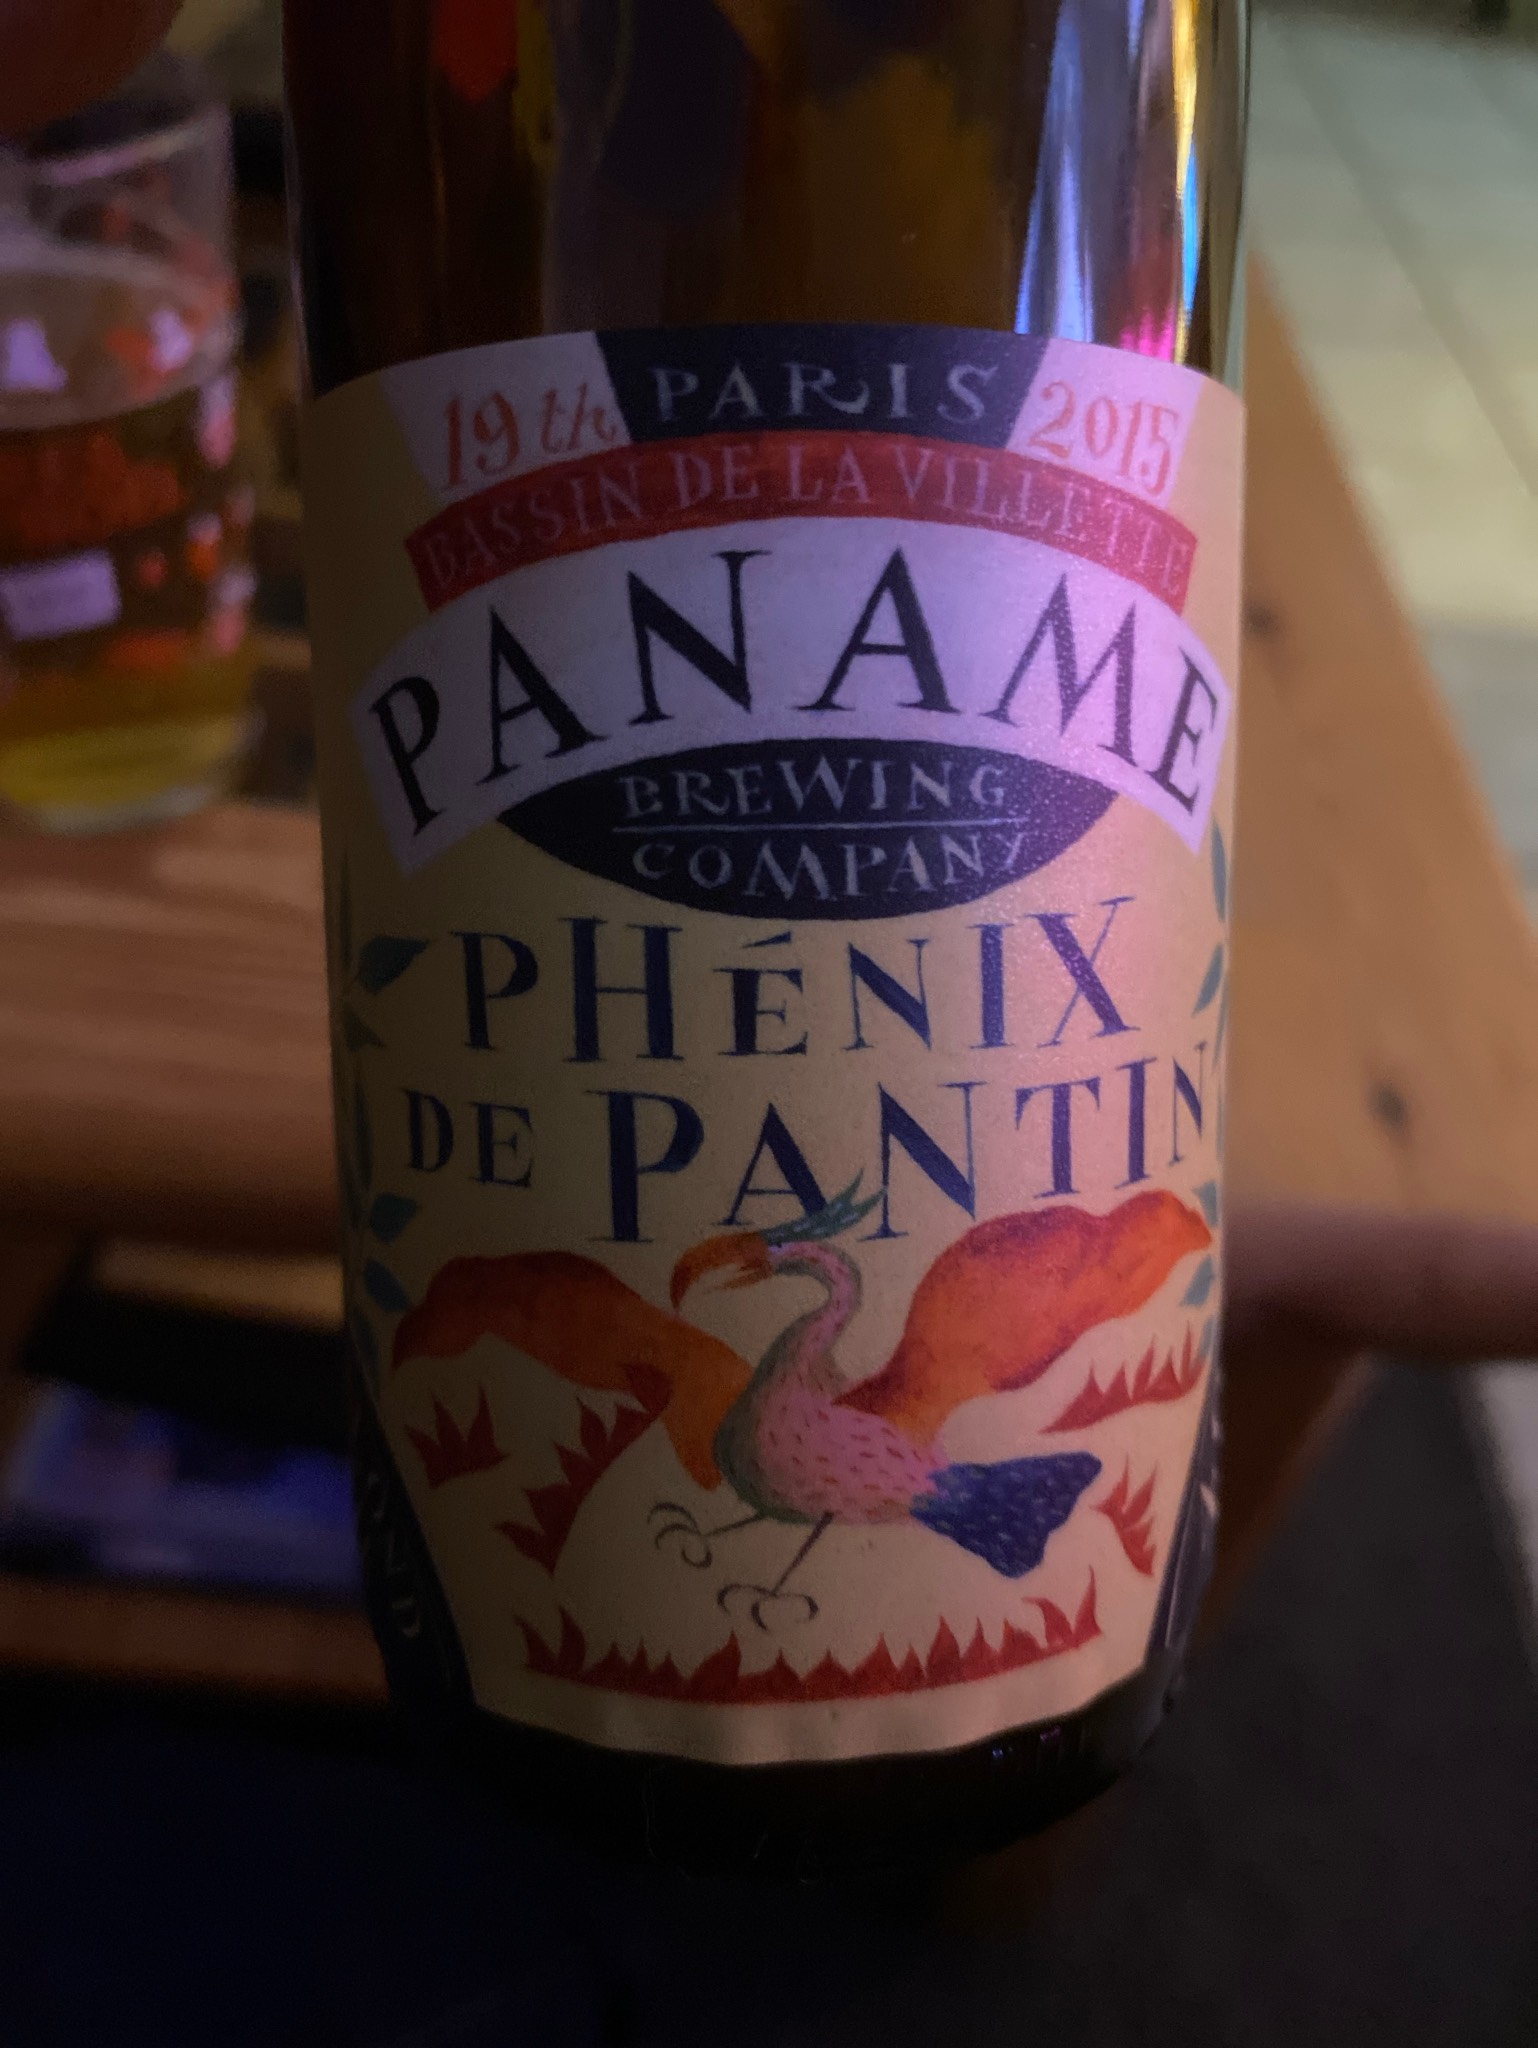 19th PARIS 2015
BASSIN DE LA VILLETTE
PANAME
BREWING
COMPANY
PHÉNIX
DE PANTIN